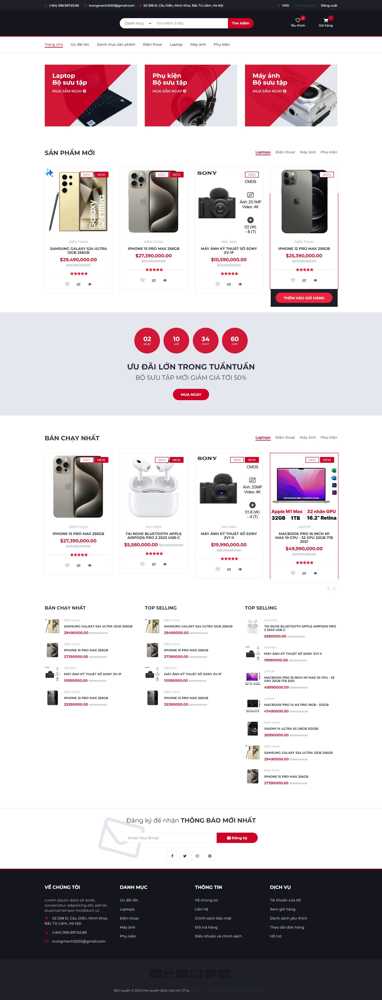 (+84) 096.997.63.86 tcongmanh2003@gmail.com Số 298 Đ. Cầu Diễn, Minh Khai, Bắc Từ Liêm, Hà Nội $ VND Tú Hoàng Anh Đăng xuất
Danh mục Tìm kiếm ở đây Tìm kiếm
2
Yêu thích Giỏ hàng
Trang chủ Ưu đãi lớn Danh mục sản phẩm Điện thoại Laptop Máy ảnh Phụ kiện
Laptop
Bộ sưu tập
MUA SẮM NGAY
Phụ kiện
Bộ sưu tập
MUA SẮM NGAY
Máy ảnh
Bộ sưu tập
MUA SẮM NGAY
SẢN PHẨM MỚI
Laptops Điện thoại Máy ảnh Phụ kiện
150% NEW
Galaxy
S24 Ultra
ĐIỆN THOẠI
SAMSUNG GALAXY S24 ULTRA
12GB 256GB
$29,490,000.00
$29,990,000.00
100% NEW
ĐIỆN THOẠI
IPHONE 15 PRO MAX 256GB
$27,390,000.00
$29,390,000.00
SONY
100%
CMOS
SONY
Ảnh: 20.1MP
Video: 4K
f/2 (W)
- 8 (T)
MÁY ẢNH
MÁY ẢNH KỸ THUẬT SỐ SONY
ZV-1F
$10,590,000.00
$13,990,000.00
200%
ĐIỆN THOẠI
IPHONE 12 PRO MAX 256GB
$25,390,000.00
$27,590,000.00
THÊM VÀO GIỎ HÀNG
02
NGÀY
10
GIỜ
34
PHÚT
60
GIÂY
ƯU ĐÃI LỚN TRONG TUẦNTUẦN
BỘ SƯU TẬP MỚI GIẢM GIÁ TỚI 50%
MUA NGAY
BÁN CHẠY NHẤT
Laptops Điện thoại Máy ảnh Phụ kiện
100% NEW
ĐIỆN THOẠI
IPHONE 15 PRO MAX 256GB
$27,390,000.00
$29,390,000.00
100% NEW
PHỤ KIỆN
TAI NGHE BLUETOOTH APPLE
AIRPODS PRO 2 2023 USB-C
$5,580,000.00 $61,900,000.00
SONY
100% NEW
CMOS
SONY
Ảnh: 20MP
Video: 4K
f/1.8 (W)
- 4 (T)
MÁY ẢNH
MÁY ẢNH KỸ THUẬT SỐ SONY
ZV1 II
$19,990,000.00
$22,990,000.00
100% NEW
Ps
Pr
Apple M1 Max 32 nhân GPU
32GB 1TB 16.2” Retina
LAPTOP
MACBOOK PRO 16 INCH M1
MAX 10 CPU - 32 GPU 32GB 1TB
2021
$49,990,000.00
$51,990,000.00
BÁN CHẠY NHẤT
ĐIỆN THOẠI
SAMSUNG GALAXY S24 ULTRA 12GB 256GB
29490000.00 $29990000.00
ĐIỆN THOẠI
IPHONE 15 PRO MAX 256GB
27390000.00 $29390000.00
MÁY ẢNH
MÁY ẢNH KỸ THUẬT SỐ SONY ZV-1F
10590000.00 $13990000.00
ĐIỆN THOẠI
IPHONE 12 PRO MAX 256GB
25390000.00 $27590000.00
TOP SELLING
ĐIỆN THOẠI
SAMSUNG GALAXY S24 ULTRA 12GB 256GB
29490000.00 $29990000.00
ĐIỆN THOẠI
IPHONE 15 PRO MAX 256GB
27390000.00 $29390000.00
MÁY ẢNH
MÁY ẢNH KỸ THUẬT SỐ SONY ZV-1F
10590000.00 $13990000.00
ĐIỆN THOẠI
IPHONE 12 PRO MAX 256GB
25390000.00 $27590000.00
TOP SELLING
PHỤ KIỆN
TAI NGHE BLUETOOTH APPLE AIRPODS PRO
2 2023 USB-C
5580000.00 $61900000.00
MÁY ẢNH
MÁY ẢNH KỸ THUẬT SỐ SONY ZV1 II
19990000.00 $22990000.00
LAPTOP
MACBOOK PRO 16 INCH M1 MAX 10 CPU - 32
GPU 32GB 1TB 2021
49990000.00 $51990000.00
LAPTOP
MACBOOK PRO 14 M3 PRO 18GB - 512GB
47490000.00 $49490000.00
ĐIỆN THOẠI
XIAOMI 14 ULTRA 5G (16GB 512GB)
26990000.00 $32990000.00
ĐIỆN THOẠI
SAMSUNG GALAXY S24 ULTRA 12GB 256GB
29490000.00 $29990000.00
ĐIỆN THOẠI
IPHONE 15 PRO MAX 256GB
27390000.00 $29390000.00
Đăng ký để nhận THÔNG BÁO MỚI NHẤT
Enter Your Email Đăng ký
VỀ CHÚNG TÔI
Lorem ipsum dolor sit amet,
consectetur adipisicing elit, sed do
eiusmod tempor incididunt ut.
Số 298 Đ. Cầu Diễn, Minh Khai,
Bắc Từ Liêm, Hà Nội
(+84) 096.997.63.86
tcongmanh2003@gmail.com
DANH MỤC
Ưu đãi lớn
Laptops
Điện thoại
Máy ảnh
Phụ kiện
THÔNG TIN
Về chúng toi
Liên hệ
Chính sách bảo mật
Đổi trả hàng
Điều khoản và chính sách
DỊCH VỤ
Tài khoản của tôi
Xem giỏ hàng
Danh sách yêu thích
Theo dõi đơn hàng
Hỗ trợ
VISA
Bản quyền © 2024 Mọi quyền được bảo hộ | by